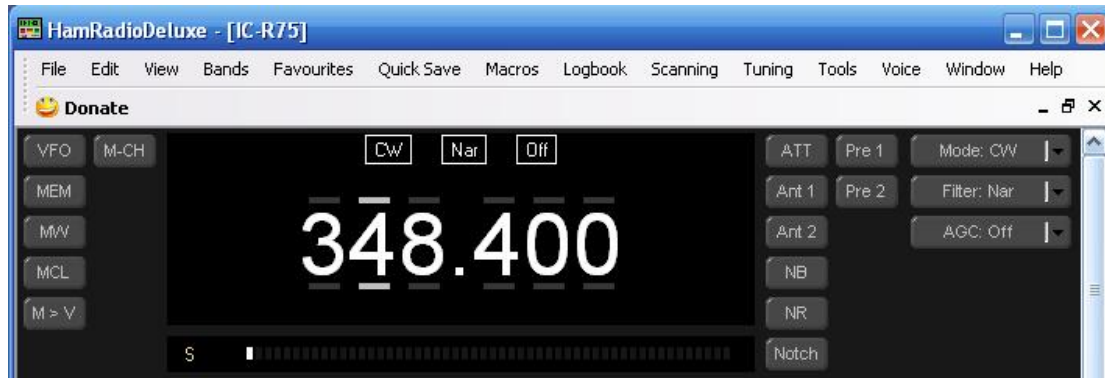 HamRadioDeluxe - [IC-R75]
File Edit View Bands Favourites Quick Save Macros Logbook Scanning Tuning Tools Voice Window Help
Donate
VFO M-CH CW Nar Off ATT Pre 1 Mode: CW
MEM Ant 1 Pre 2 Filter: Nar
MW 348.400 Ant 2 AGC: Off
MCL NB
M > V NR
S Notch